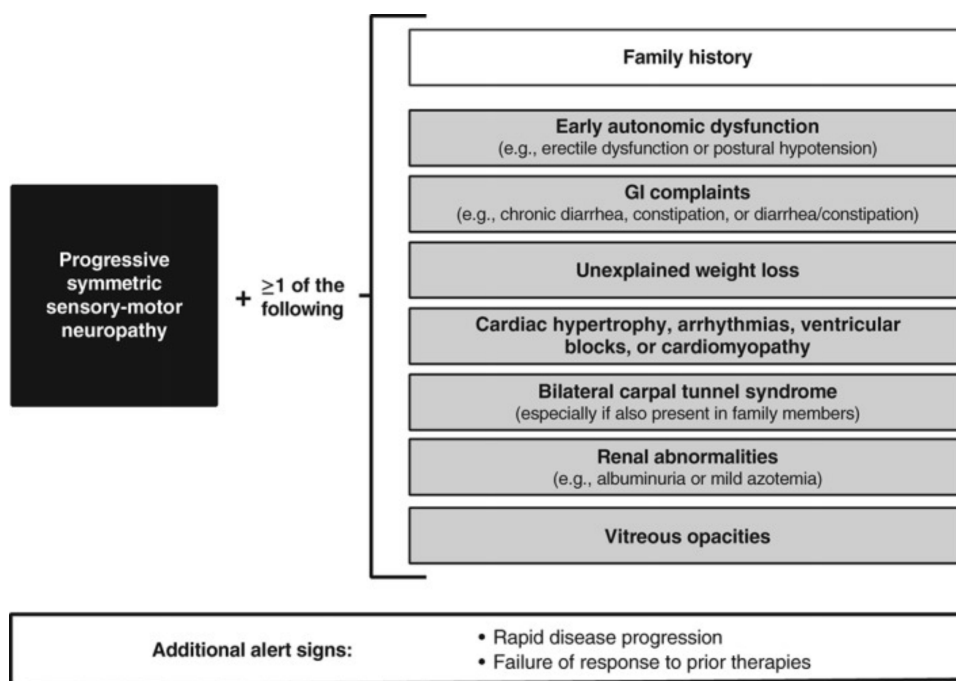 Family history
Early autonomic dysfunction
(e.g., erectile dysfunction or postural hypotension)
GI complaints
(e.g., chronic diarrhea, constipation, or diarrhea/constipation)
Progressive
symmetric
sensory-motor
neuropathy
+ ≥1 of the
following
Unexplained weight loss
Cardiac hypertrophy, arrhythmias, ventricular
blocks, or cardiomyopathy
Bilateral carpal tunnel syndrome
(especially if also present in family members)
Renal abnormalities
(e.g., albuminuria or mild azotemia)
Vitreous opacities
Additional alert signs:
• Rapid disease progression
• Failure of response to prior therapies